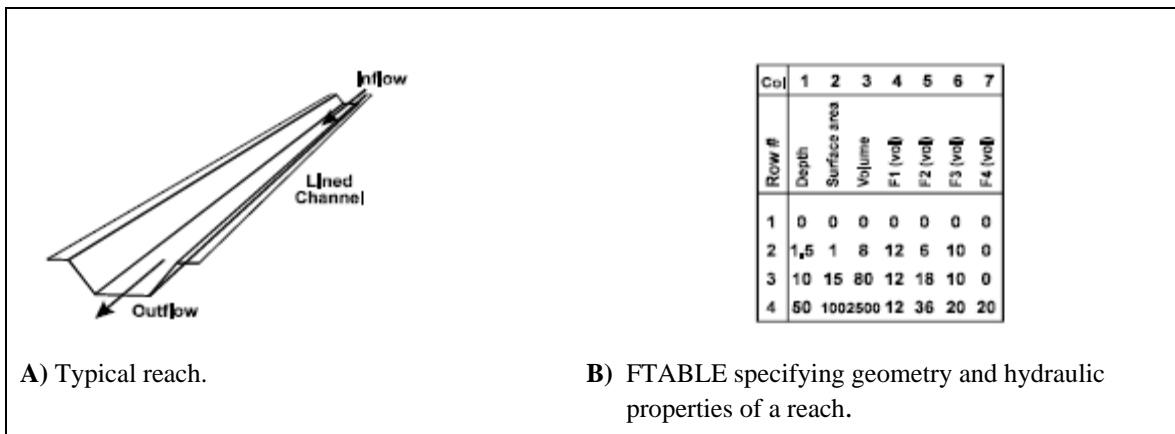 Inflow
Lined
Channel
Outflow
Col 1 2 3 4 5 6 7
Row # Depth Surface area Volume F1 (vol) F2 (vol) F3 (vol) F4 (vol)
1 0 0 0 0 0 0 0
2 1.5 1 8 12 6 10 0
3 10 15 80 12 18 10 0
4 50 100 2500 12 36 20 20
A) Typical reach.
B) FTABLE specifying geometry and hydraulic
properties of a reach.